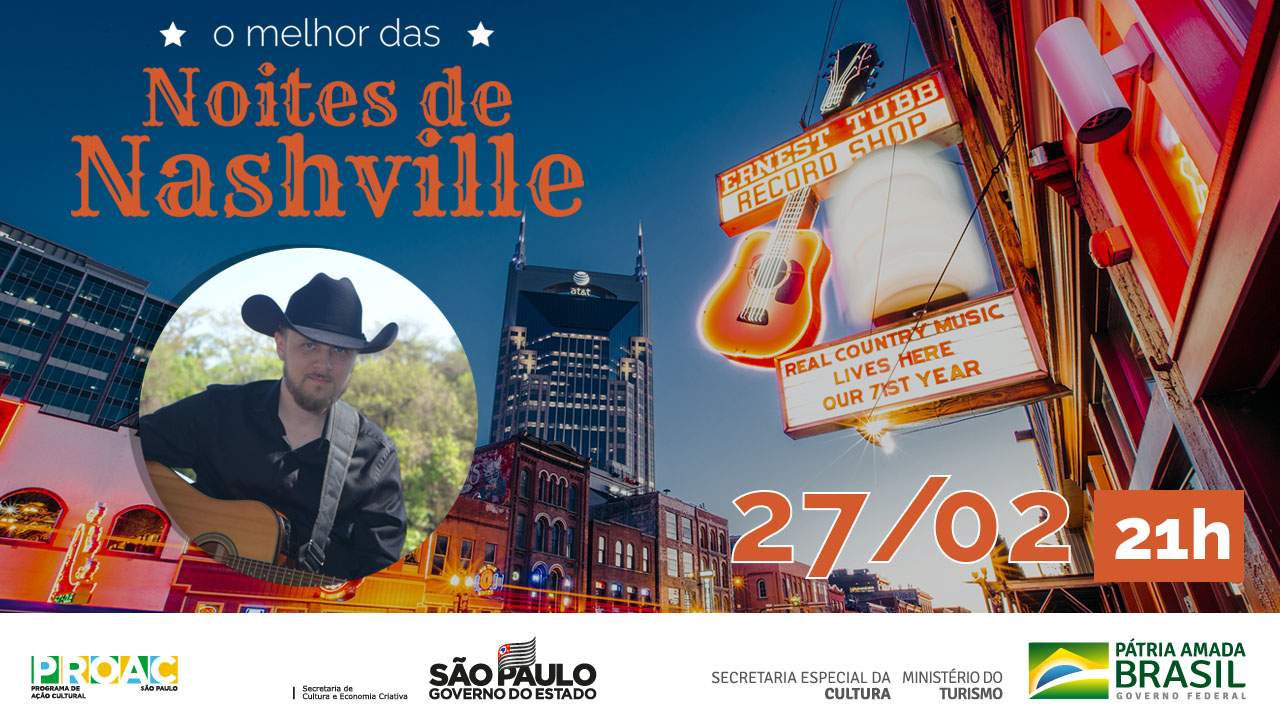 o melhor das
Noites de
Nashville
at&t
ERNEST TUBB
RECORD SHOP
REAL COUNTRY MUSIC
LIVES HERE
OUR 71ST YEAR
27/02 21h
PROAC
SÃO PAULO
PROGRAMA DE
AÇÃO CULTURAL
Secretaria de
Cultura e Economia Criativa
SÃO PAULO
GOVERNO DO ESTADO
SECRETARIA ESPECIAL DA
CULTURA
MINISTÉRIO DO
TURISMO
PÁTRIA AMADA
BRASIL
GOVERNO FEDERAL